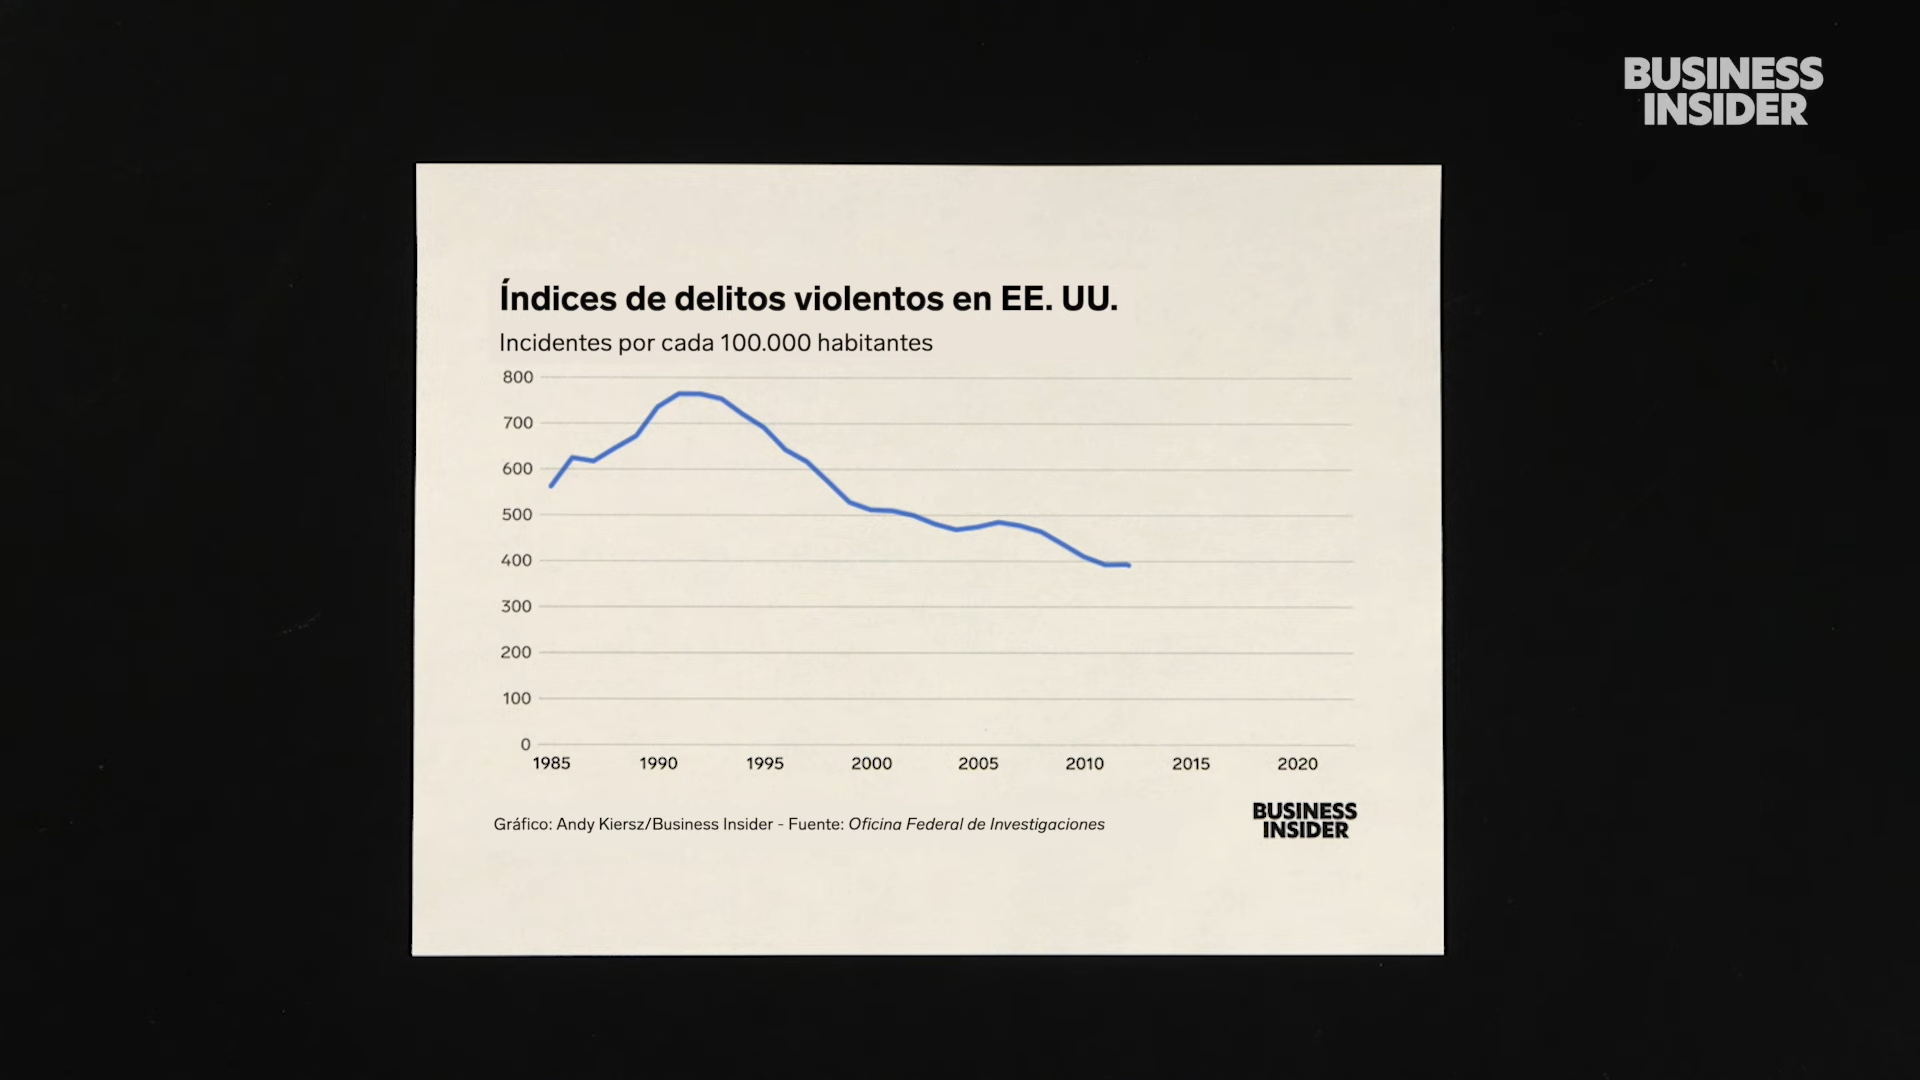 BUSINESS
INSIDER
Índices de delitos violentos en EE. UU.
Incidentes por cada 100.000 habitantes
800
700
600
500
400
300
200
100
0
1985 1990 1995 2000 2005 2010 2015 2020
Gráfico: Andy Kiersz/Business Insider - Fuente: Oficina Federal de Investigaciones
BUSINESS
INSIDER